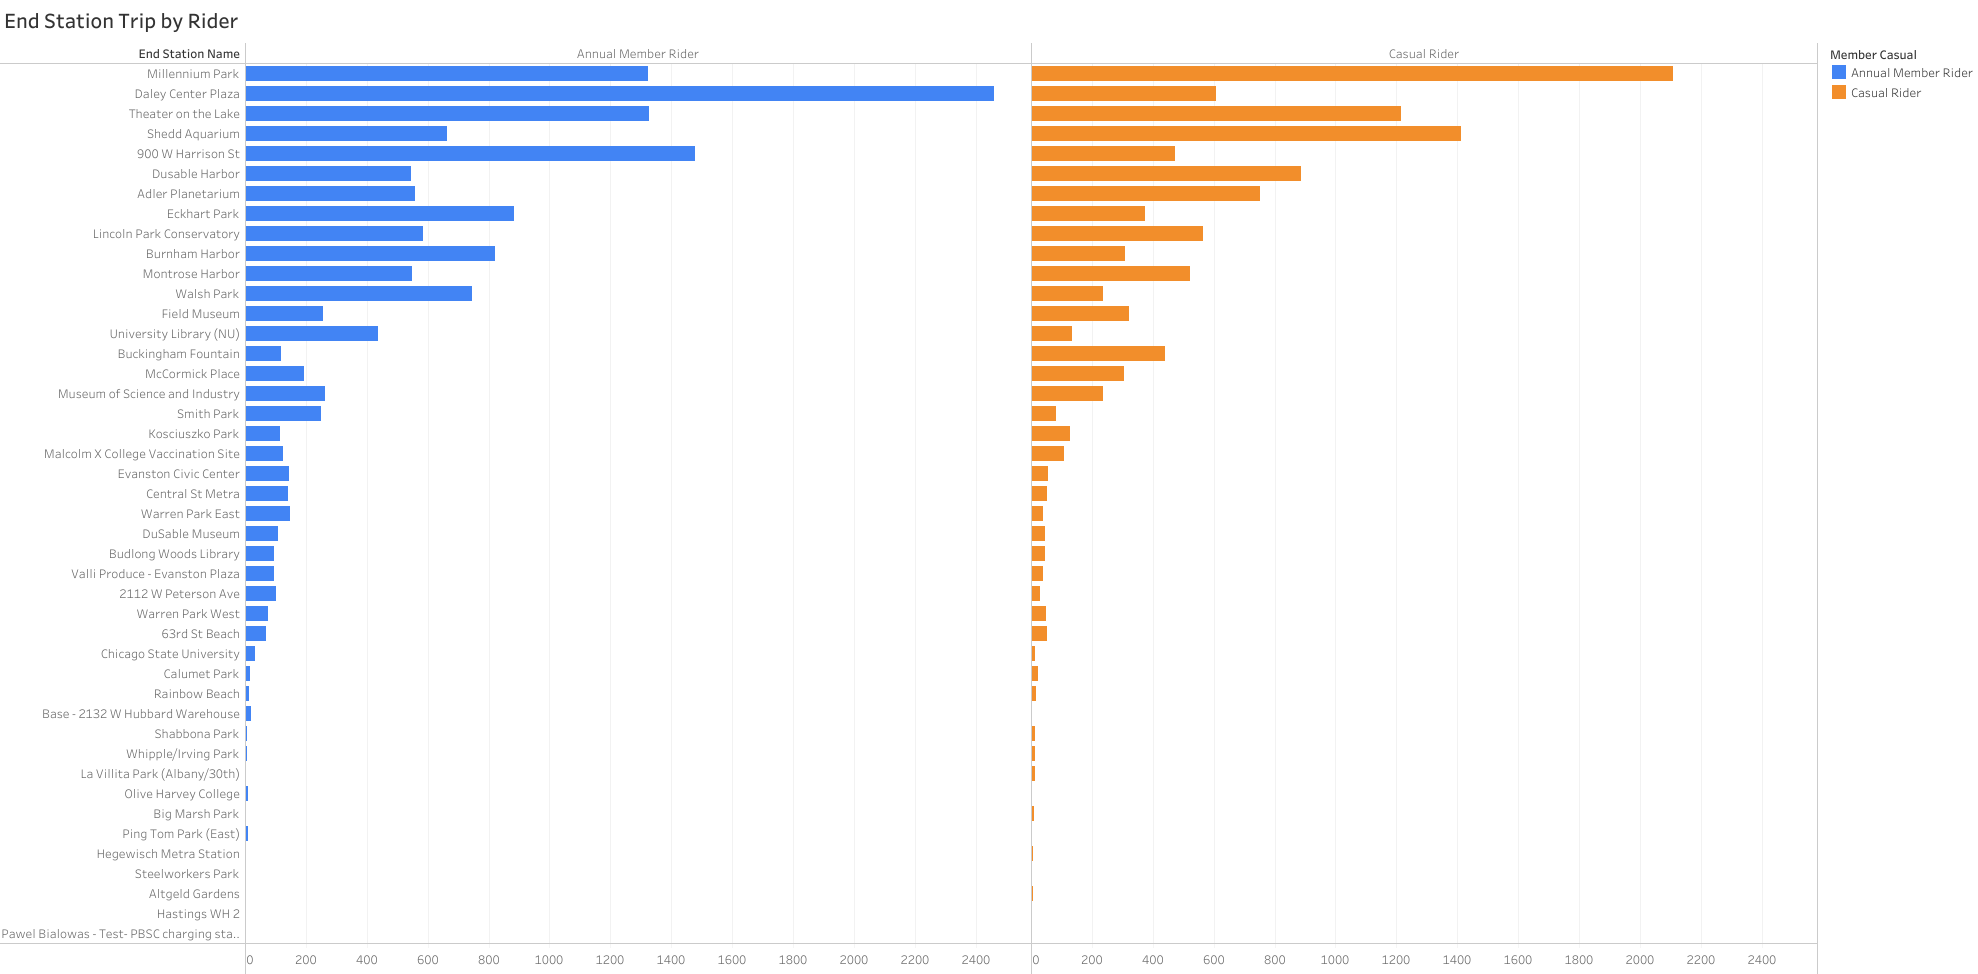 End Station Trip by Rider
End Station Name Annual Member Rider Casual Rider
Member Casual
Annual Member Rider
Casual Rider
Millennium Park
Daley Center Plaza
Theater on the Lake
Shedd Aquarium
900 W Harrison St
Dusable Harbor
Adler Planetarium
Eckhart Park
Lincoln Park Conservatory
Burnham Harbor
Montrose Harbor
Walsh Park
Field Museum
University Library (NU)
Buckingham Fountain
McCormick Place
Museum of Science and Industry
Smith Park
Kosciuszko Park
Malcolm X College Vaccination Site
Evanston Civic Center
Central St Metra
Warren Park East
DuSable Museum
Budlong Woods Library
Valli Produce - Evanston Plaza
2112 W Peterson Ave
Warren Park West
63rd St Beach
Chicago State University
Calumet Park
Rainbow Beach
Base - 2132 W Hubbard Warehouse
Shabbona Park
Whipple/Irving Park
La Villita Park (Albany/30th)
Olive Harvey College
Big Marsh Park
Ping Tom Park (East)
Hegewisch Metra Station
Steelworkers Park
Altgeld Gardens
Hastings WH 2
Pawel Bialowas - Test- PBSC charging sta..
0 200 400 600 800 1000 1200 1400 1600 1800 2000 2200 2400 0 200 400 600 800 1000 1200 1400 1600 1800 2000 2200 2400